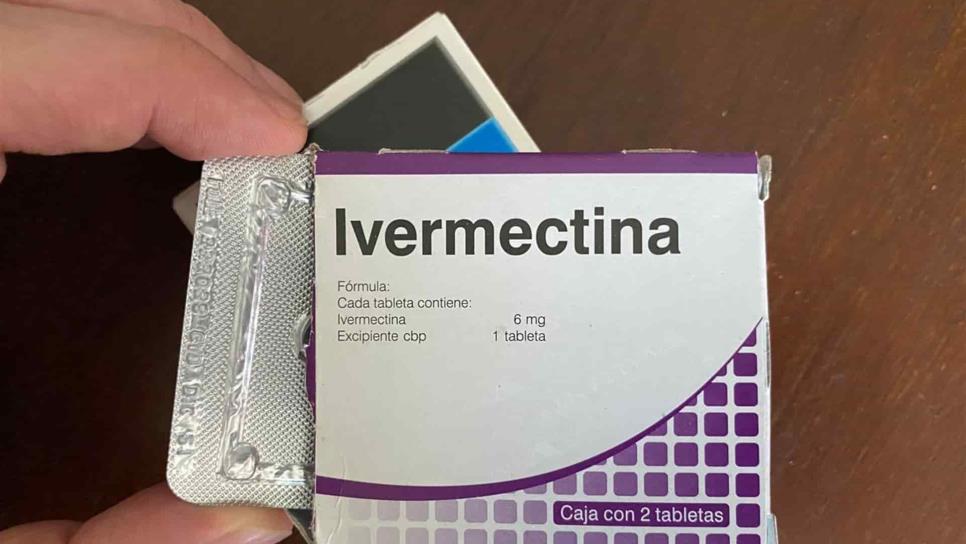 Ivermectina
Fórmula:
Cada tableta contiene:
Ivermectina 6 mg
Excipiente cbp 1 tableta
Caja con 2 tabletas